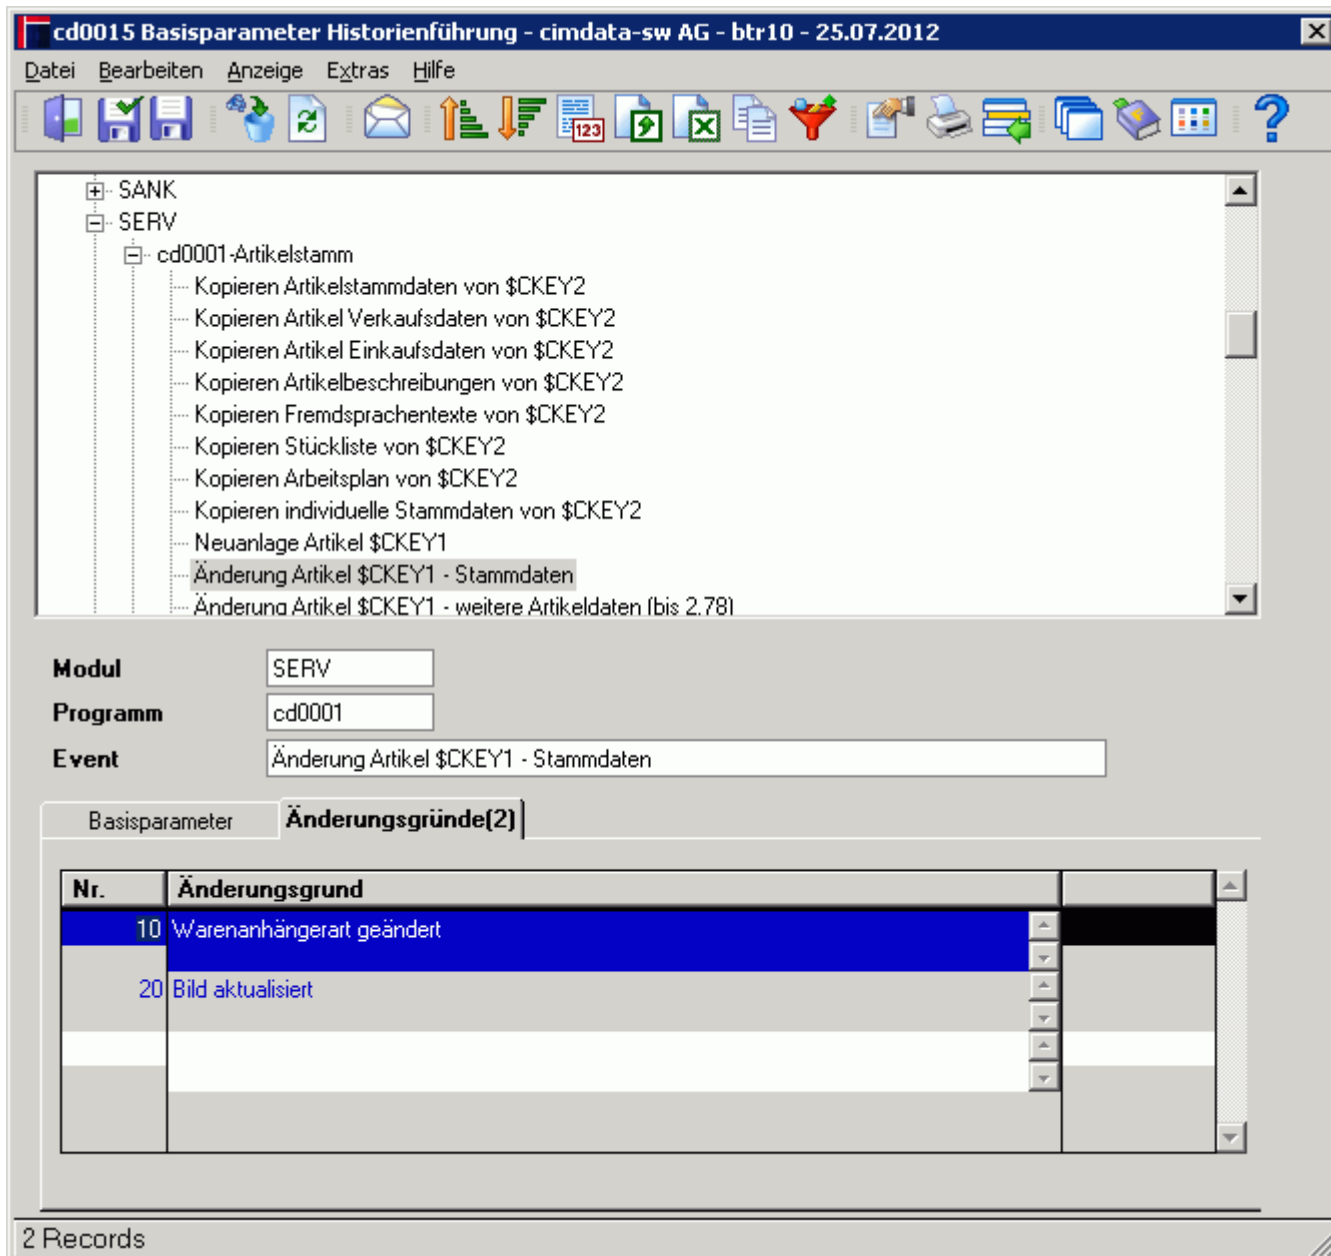 cd0015 Basisparameter Historienführung - cimdata-sw AG - btr10 - 25.07.2012
Datei Bearbeiten Anzeige Extras Hilfe
123
SANK
SERV
cd0001-Artikelstamm
Kopieren Artikelstammdaten von $CKEY2
Kopieren Artikel Verkaufsdaten von $CKEY2
Kopieren Artikel Einkaufsdaten von $CKEY2
Kopieren Artikelbeschreibungen von $CKEY2
Kopieren Fremdsprachentexte von $CKEY2
Kopieren Stückliste von $CKEY2
Kopieren Arbeitsplan von $CKEY2
Kopieren individuelle Stammdaten von $CKEY2
Neuanlage Artikel $CKEY1
Änderung Artikel $CKEY1 - Stammdaten
Änderung Artikel $CKEY1 - weitere Artikeldaten (bis 2.78)
Modul SERV
Programm cd0001
Event Änderung Artikel $CKEY1 - Stammdaten
Basisparameter Änderungsgründe(2)
Nr. Änderungsgrund
10 Warenanhängerart geändert
20 Bild aktualisiert
2 Records